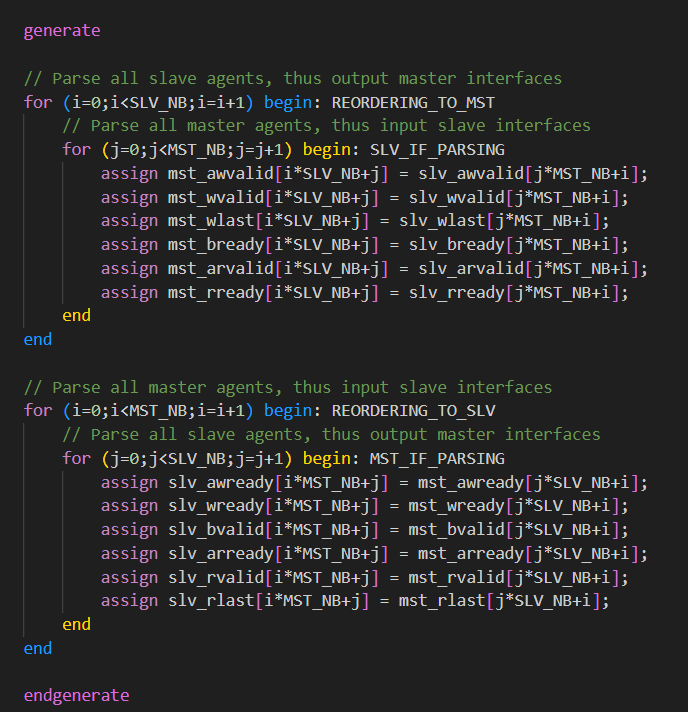 generate
// Parse all slave agents, thus output master interfaces
for (i=0;i<SLV_NB;i=i+1) begin: REORDERING_TO_MST
// Parse all master agents, thus input slave interfaces
for (j=0;j<MST_NB;j=j+1) begin: SLV_IF_PARSING
assign mst_awvalid[i*SLV_NB+j] = slv_awvalid[j*MST_NB+i];
assign mst_wvalid[i*SLV_NB+j] = slv_wvalid[j*MST_NB+i];
assign mst_wlast[i*SLV_NB+j] = slv_wlast[j*MST_NB+i];
assign mst_bready[i*SLV_NB+j] = slv_bready[j*MST_NB+i];
assign mst_arvalid[i*SLV_NB+j] = slv_arvalid[j*MST_NB+i];
assign mst_rready[i*SLV_NB+j] = slv_rready[j*MST_NB+i];
end
end
// Parse all master agents, thus input slave interfaces
for (i=0;i<MST_NB;i=i+1) begin: REORDERING_TO_SLV
// Parse all slave agents, thus output master interfaces
for (j=0;j<SLV_NB;j=j+1) begin: MST_IF_PARSING
assign slv_awready[i*MST_NB+j] = mst_awready[j*SLV_NB+i];
assign slv_wready[i*MST_NB+j] = mst_wready[j*SLV_NB+i];
assign slv_bvalid[i*MST_NB+j] = mst_bvalid[j*SLV_NB+i];
assign slv_arready[i*MST_NB+j] = mst_arready[j*SLV_NB+i];
assign slv_rvalid[i*MST_NB+j] = mst_rvalid[j*SLV_NB+i];
assign slv_rlast[i*MST_NB+j] = mst_rlast[j*SLV_NB+i];
end
end
endgenerate